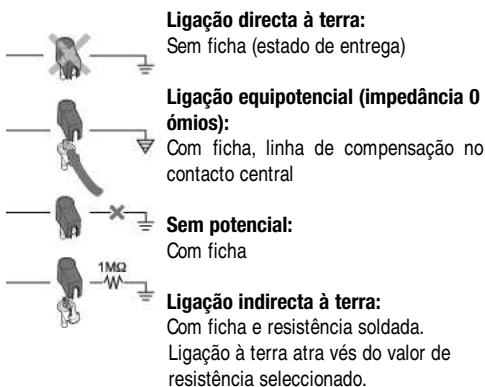 Ligação directa à terra:
Sem ficha (estado de entrega)
Ligação equipotencial (impedância 0
ómios):
Com ficha, linha de compensação no
contacto central
Sem potencial:
Com ficha
1MΩ
Ligação indirecta à terra:
Com ficha e resistência soldada.
Ligação à terra atra vés do valor de
resistência seleccionado.